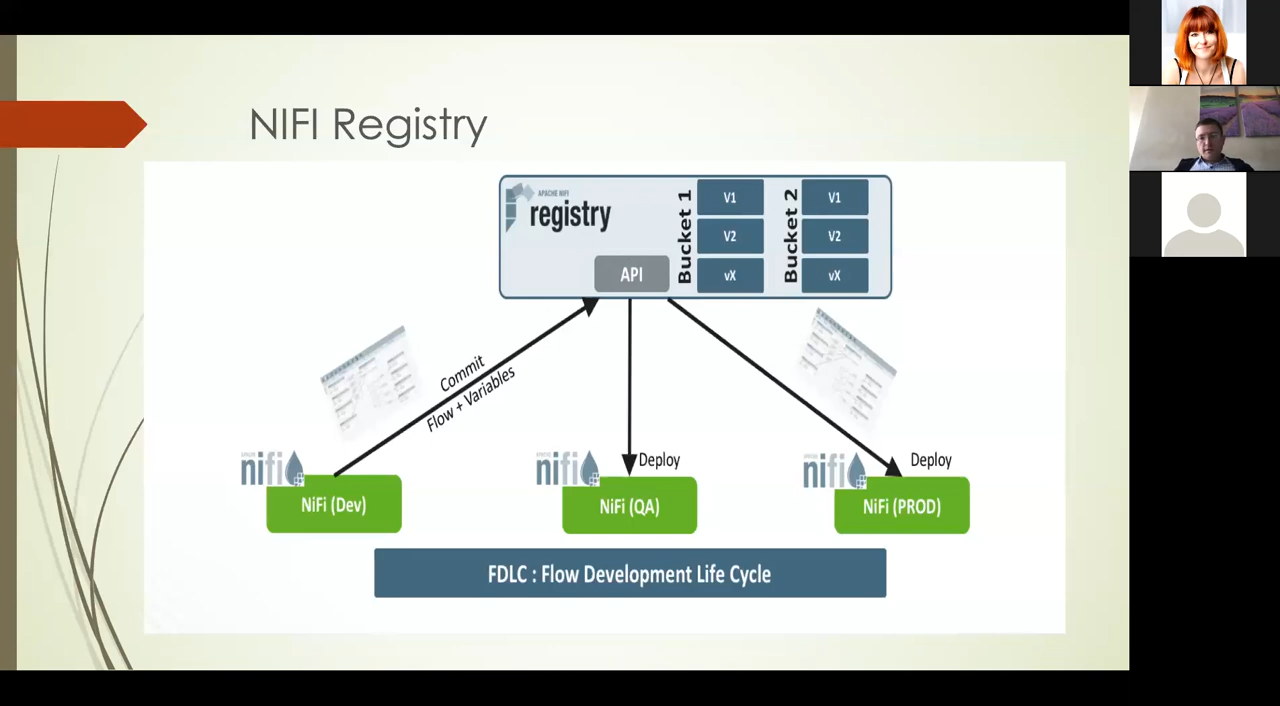 NIFI Registry
APACHE NIFI
registry
API
Bucket 1
V1
V2
vX
Bucket 2
V1
V2
vX
Commit
Flow + Variables
nifi
NiFi (Dev)
nifi
Deploy
NiFi (QA)
nifi
Deploy
NiFi (PROD)
FDLC : Flow Development Life Cycle